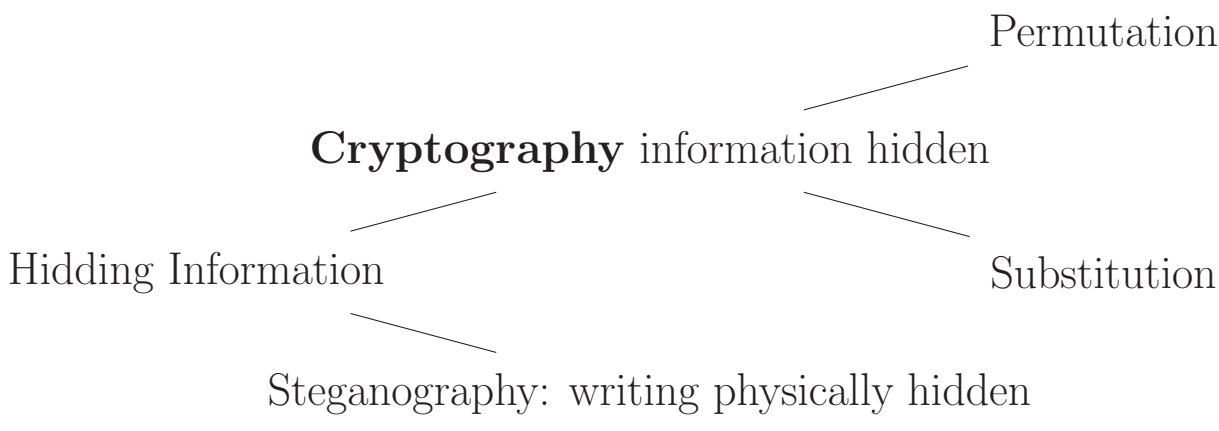 Permutation
Cryptography information hidden
Hidding Information
Substitution
Steganography: writing physically hidden